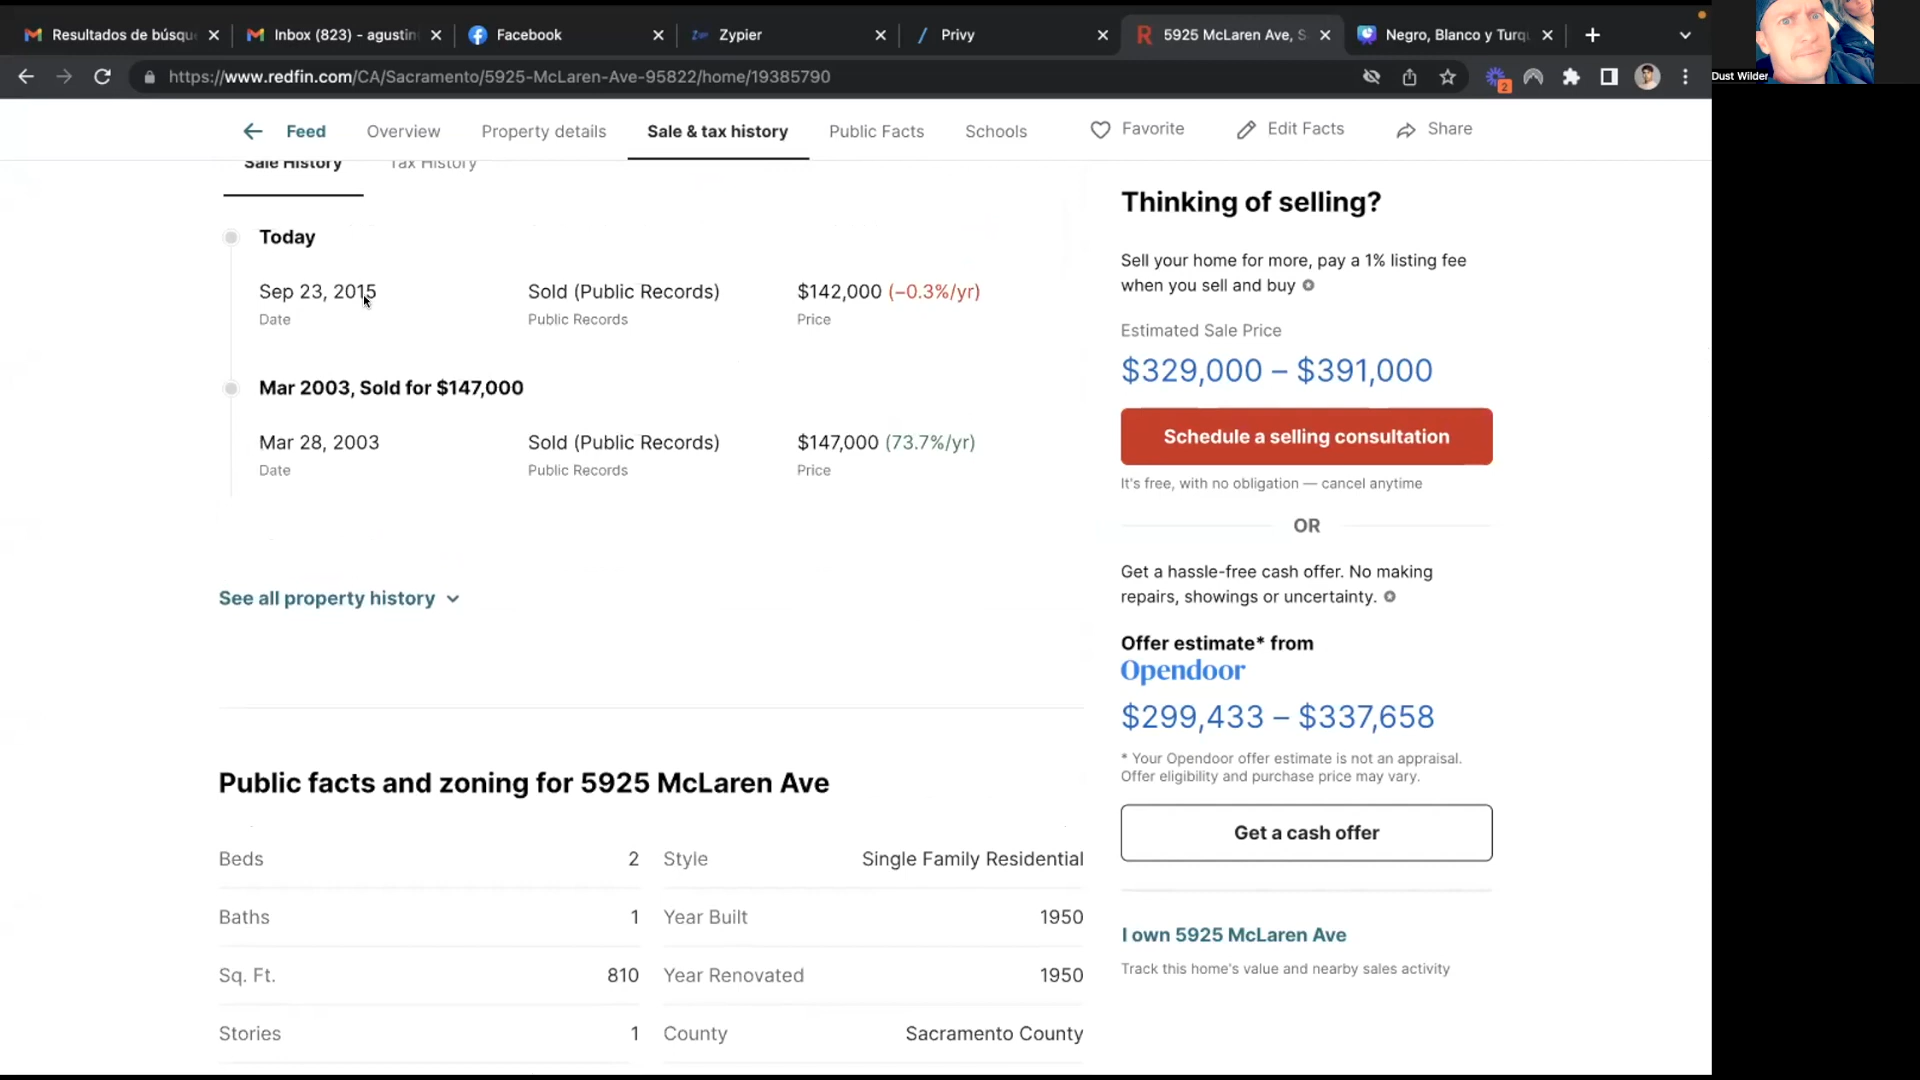 Resultados de búsqu
Inbox (823) - agustin
Facebook
Zypier
Privy
5925 McLaren Ave, S
Negro, Blanco y Turqu
https://www.redfin.com/CA/Sacramento/5925-McLaren-Ave-95822/home/19385790
2
Dust Wilder
Feed
Overview
Property details
Sale & tax history
Public Facts
Schools
Favorite
Edit Facts
Share
Sale History
Tax History
Today
Sep 23, 2015
Sold (Public Records)
$142,000 (−0.3%/yr)
Date
Public Records
Price
Mar 2003, Sold for $147,000
Mar 28, 2003
Sold (Public Records)
$147,000 (73.7%/yr)
Date
Public Records
Price
See all property history
Public facts and zoning for 5925 McLaren Ave
Beds 2
Style Single Family Residential
Baths 1
Year Built 1950
Sq. Ft. 810
Year Renovated 1950
Stories 1
County Sacramento County
Thinking of selling?
Sell your home for more, pay a 1% listing fee
when you sell and buy
Estimated Sale Price
$329,000 – $391,000
Schedule a selling consultation
It's free, with no obligation — cancel anytime
OR
Get a hassle-free cash offer. No making
repairs, showings or uncertainty.
Offer estimate* from
Opendoor
$299,433 – $337,658
* Your Opendoor offer estimate is not an appraisal.
Offer eligibility and purchase price may vary.
Get a cash offer
I own 5925 McLaren Ave
Track this home's value and nearby sales activity